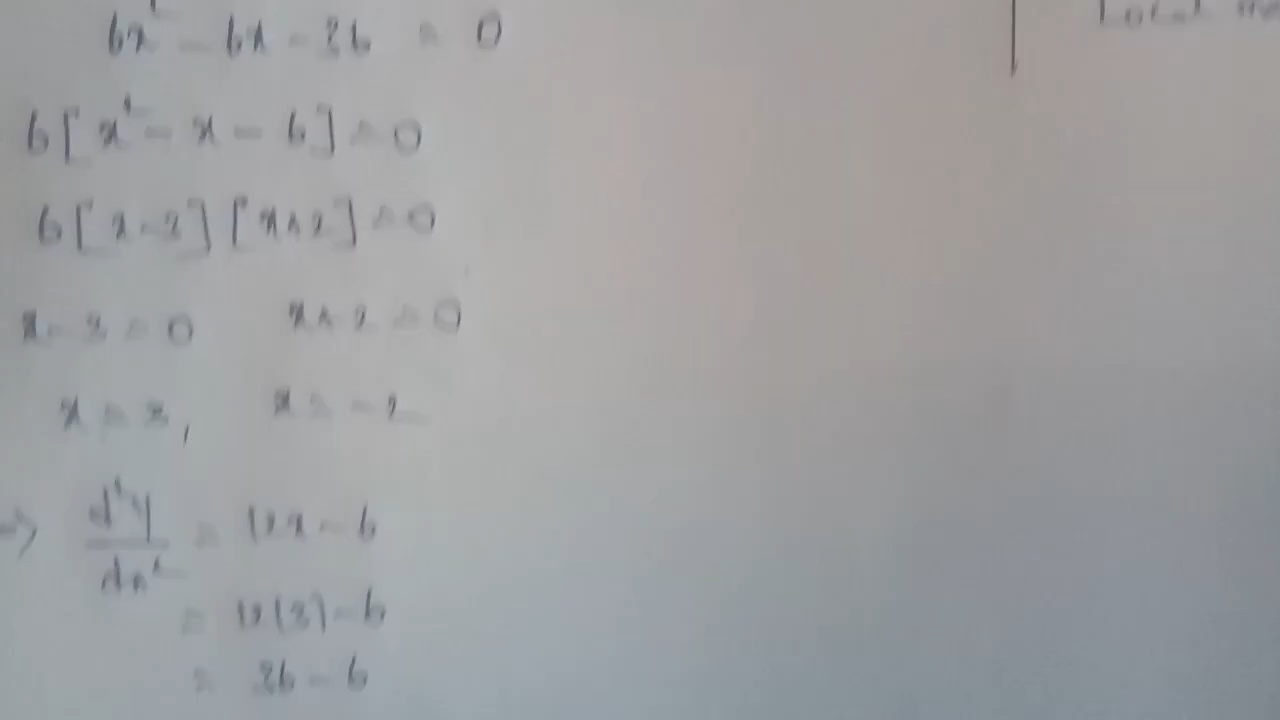 6x² - 6x - 36 = 0
Local
6[x² - x - 6] = 0
6[x - 3][x + 2] = 0
x - 3 = 0 x + 2 = 0
x = 3, x = -2
⇒ d²y/dx² = 12x - 6
= 12(3) - 6
= 36 - 6